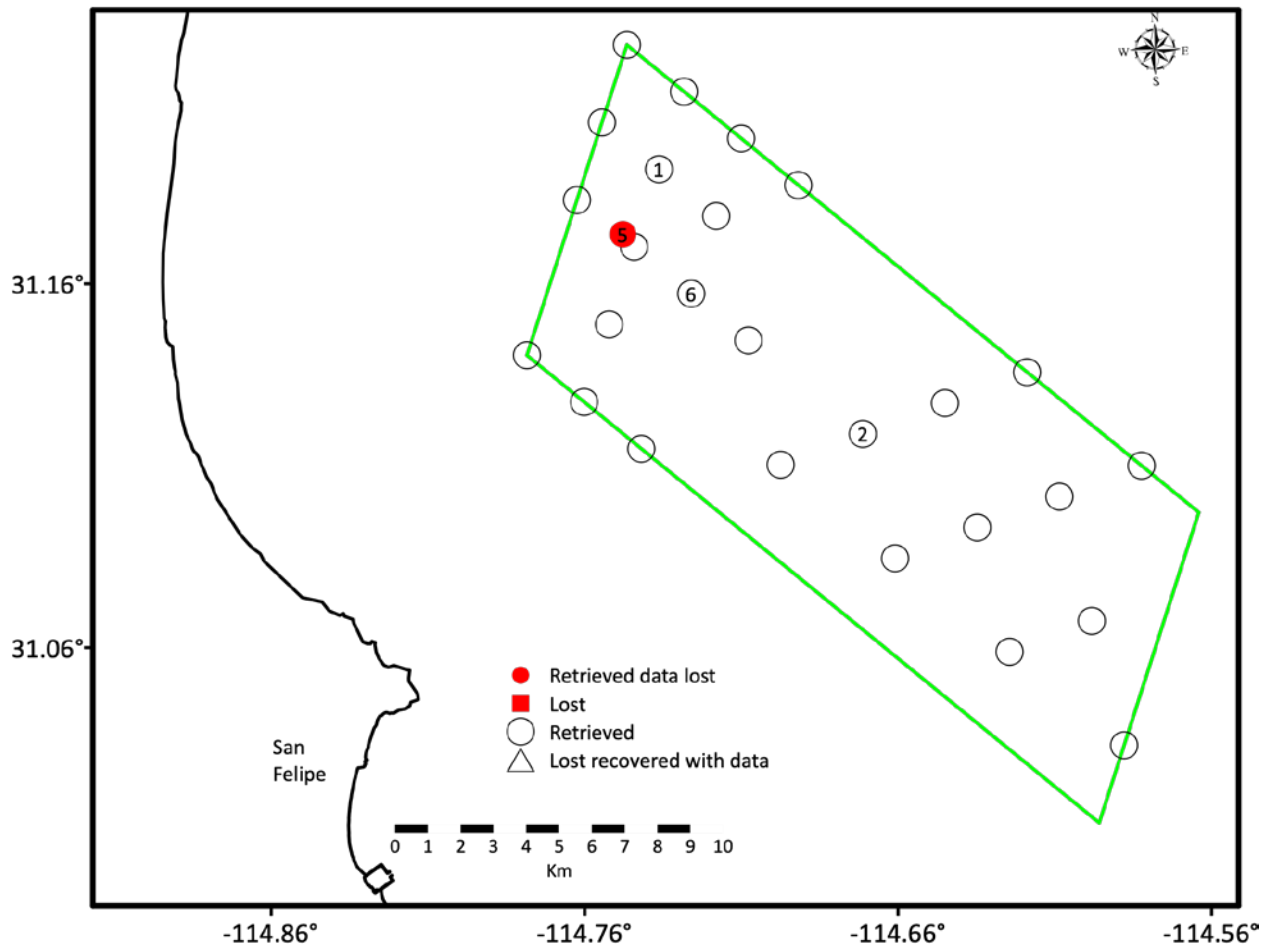 N
W E
S
1
5
6
31.16°
2
31.06°
Retrieved data lost
Lost
Retrieved
Lost recovered with data
San
Felipe
0 1 2 3 4 5 6 7 8 9 10
Km
-114.86° -114.76° -114.66° -114.56°